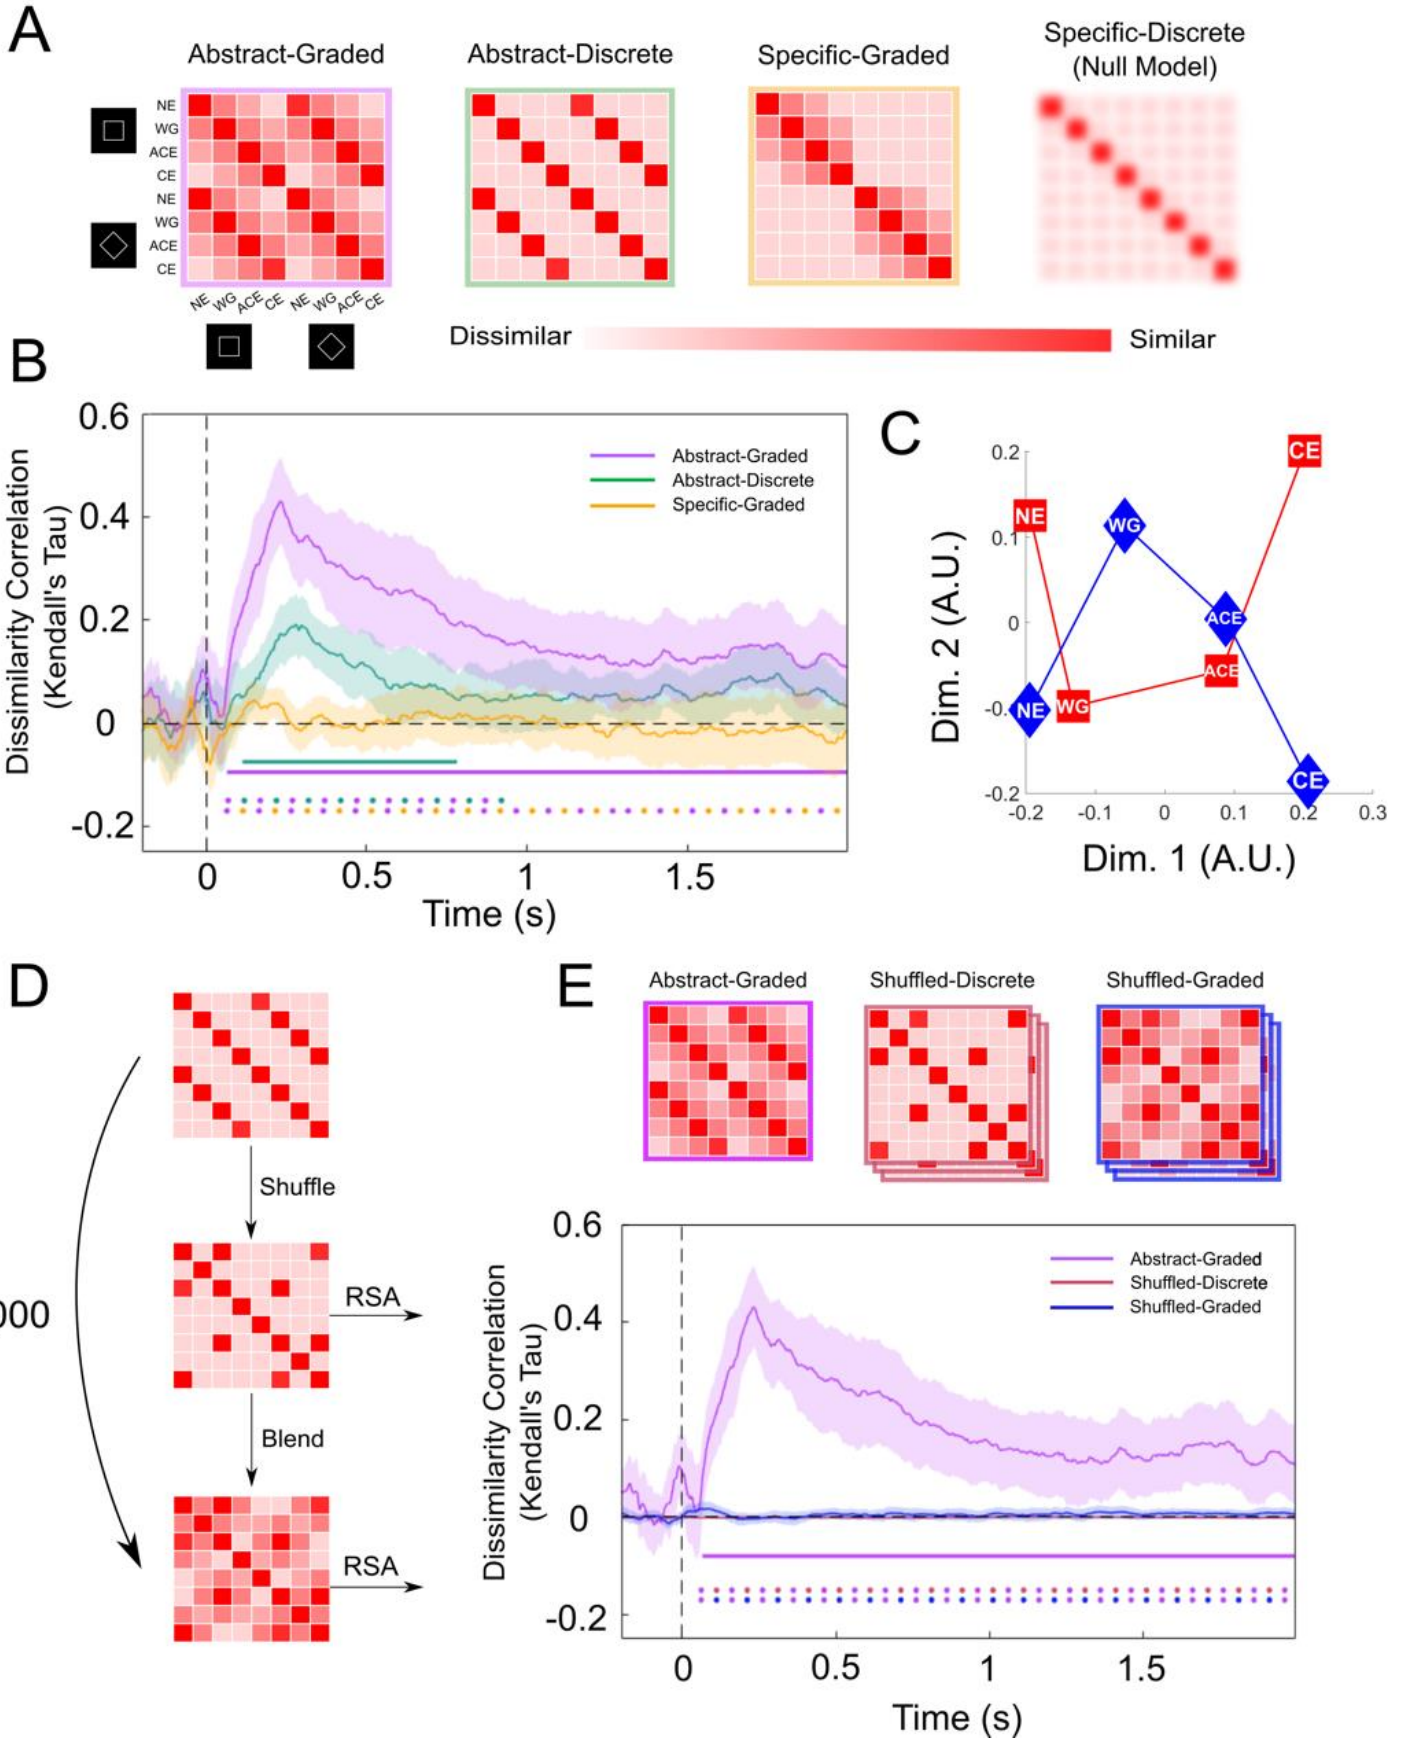 A
Abstract-Graded
Abstract-Discrete
Specific-Graded
Specific-Discrete
(Null Model)
NE
WG
ACE
CE
NE
WG
ACE
CE
NE WG ACE CE NE WG ACE CE
Dissimilar
Similar
B
Dissimilarity Correlation
(Kendall's Tau)
0.6
0.4
0.2
0
-0.2
Abstract-Graded
Abstract-Discrete
Specific-Graded
0 0.5 1 1.5
Time (s)
C
Dim. 2 (A.U.)
0.2
0.1
0
-0.
-0.2
CE
NE
WG
ACE
ACE
NE
WG
CE
-0.2 -0.1 0 0.1 0.2 0.3
Dim. 1 (A.U.)
D
Shuffle
RSA
000
Blend
RSA
E
Abstract-Graded
Shuffled-Discrete
Shuffled-Graded
Dissimilarity Correlation
(Kendall's Tau)
0.6
0.4
0.2
0
-0.2
Abstract-Graded
Shuffled-Discrete
Shuffled-Graded
0 0.5 1 1.5
Time (s)